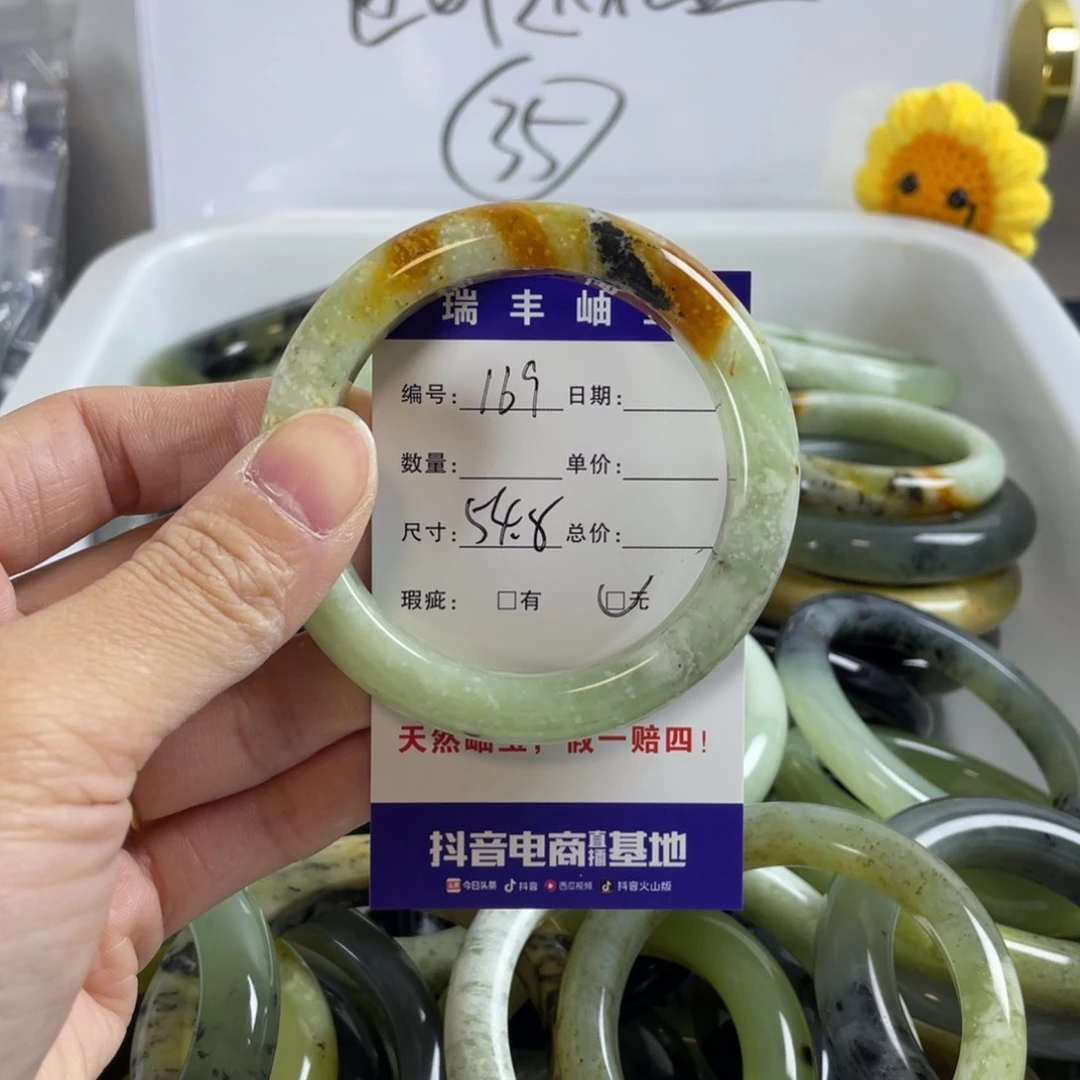 35
瑞丰岫
编号：169 日期：
数量： 单价：
尺寸：54.8 总价：
瑕疵：□有 □无
天然岫玉，假一赔四！
抖音电商直播基地
今日头条 抖音 西瓜视频 抖音火山版